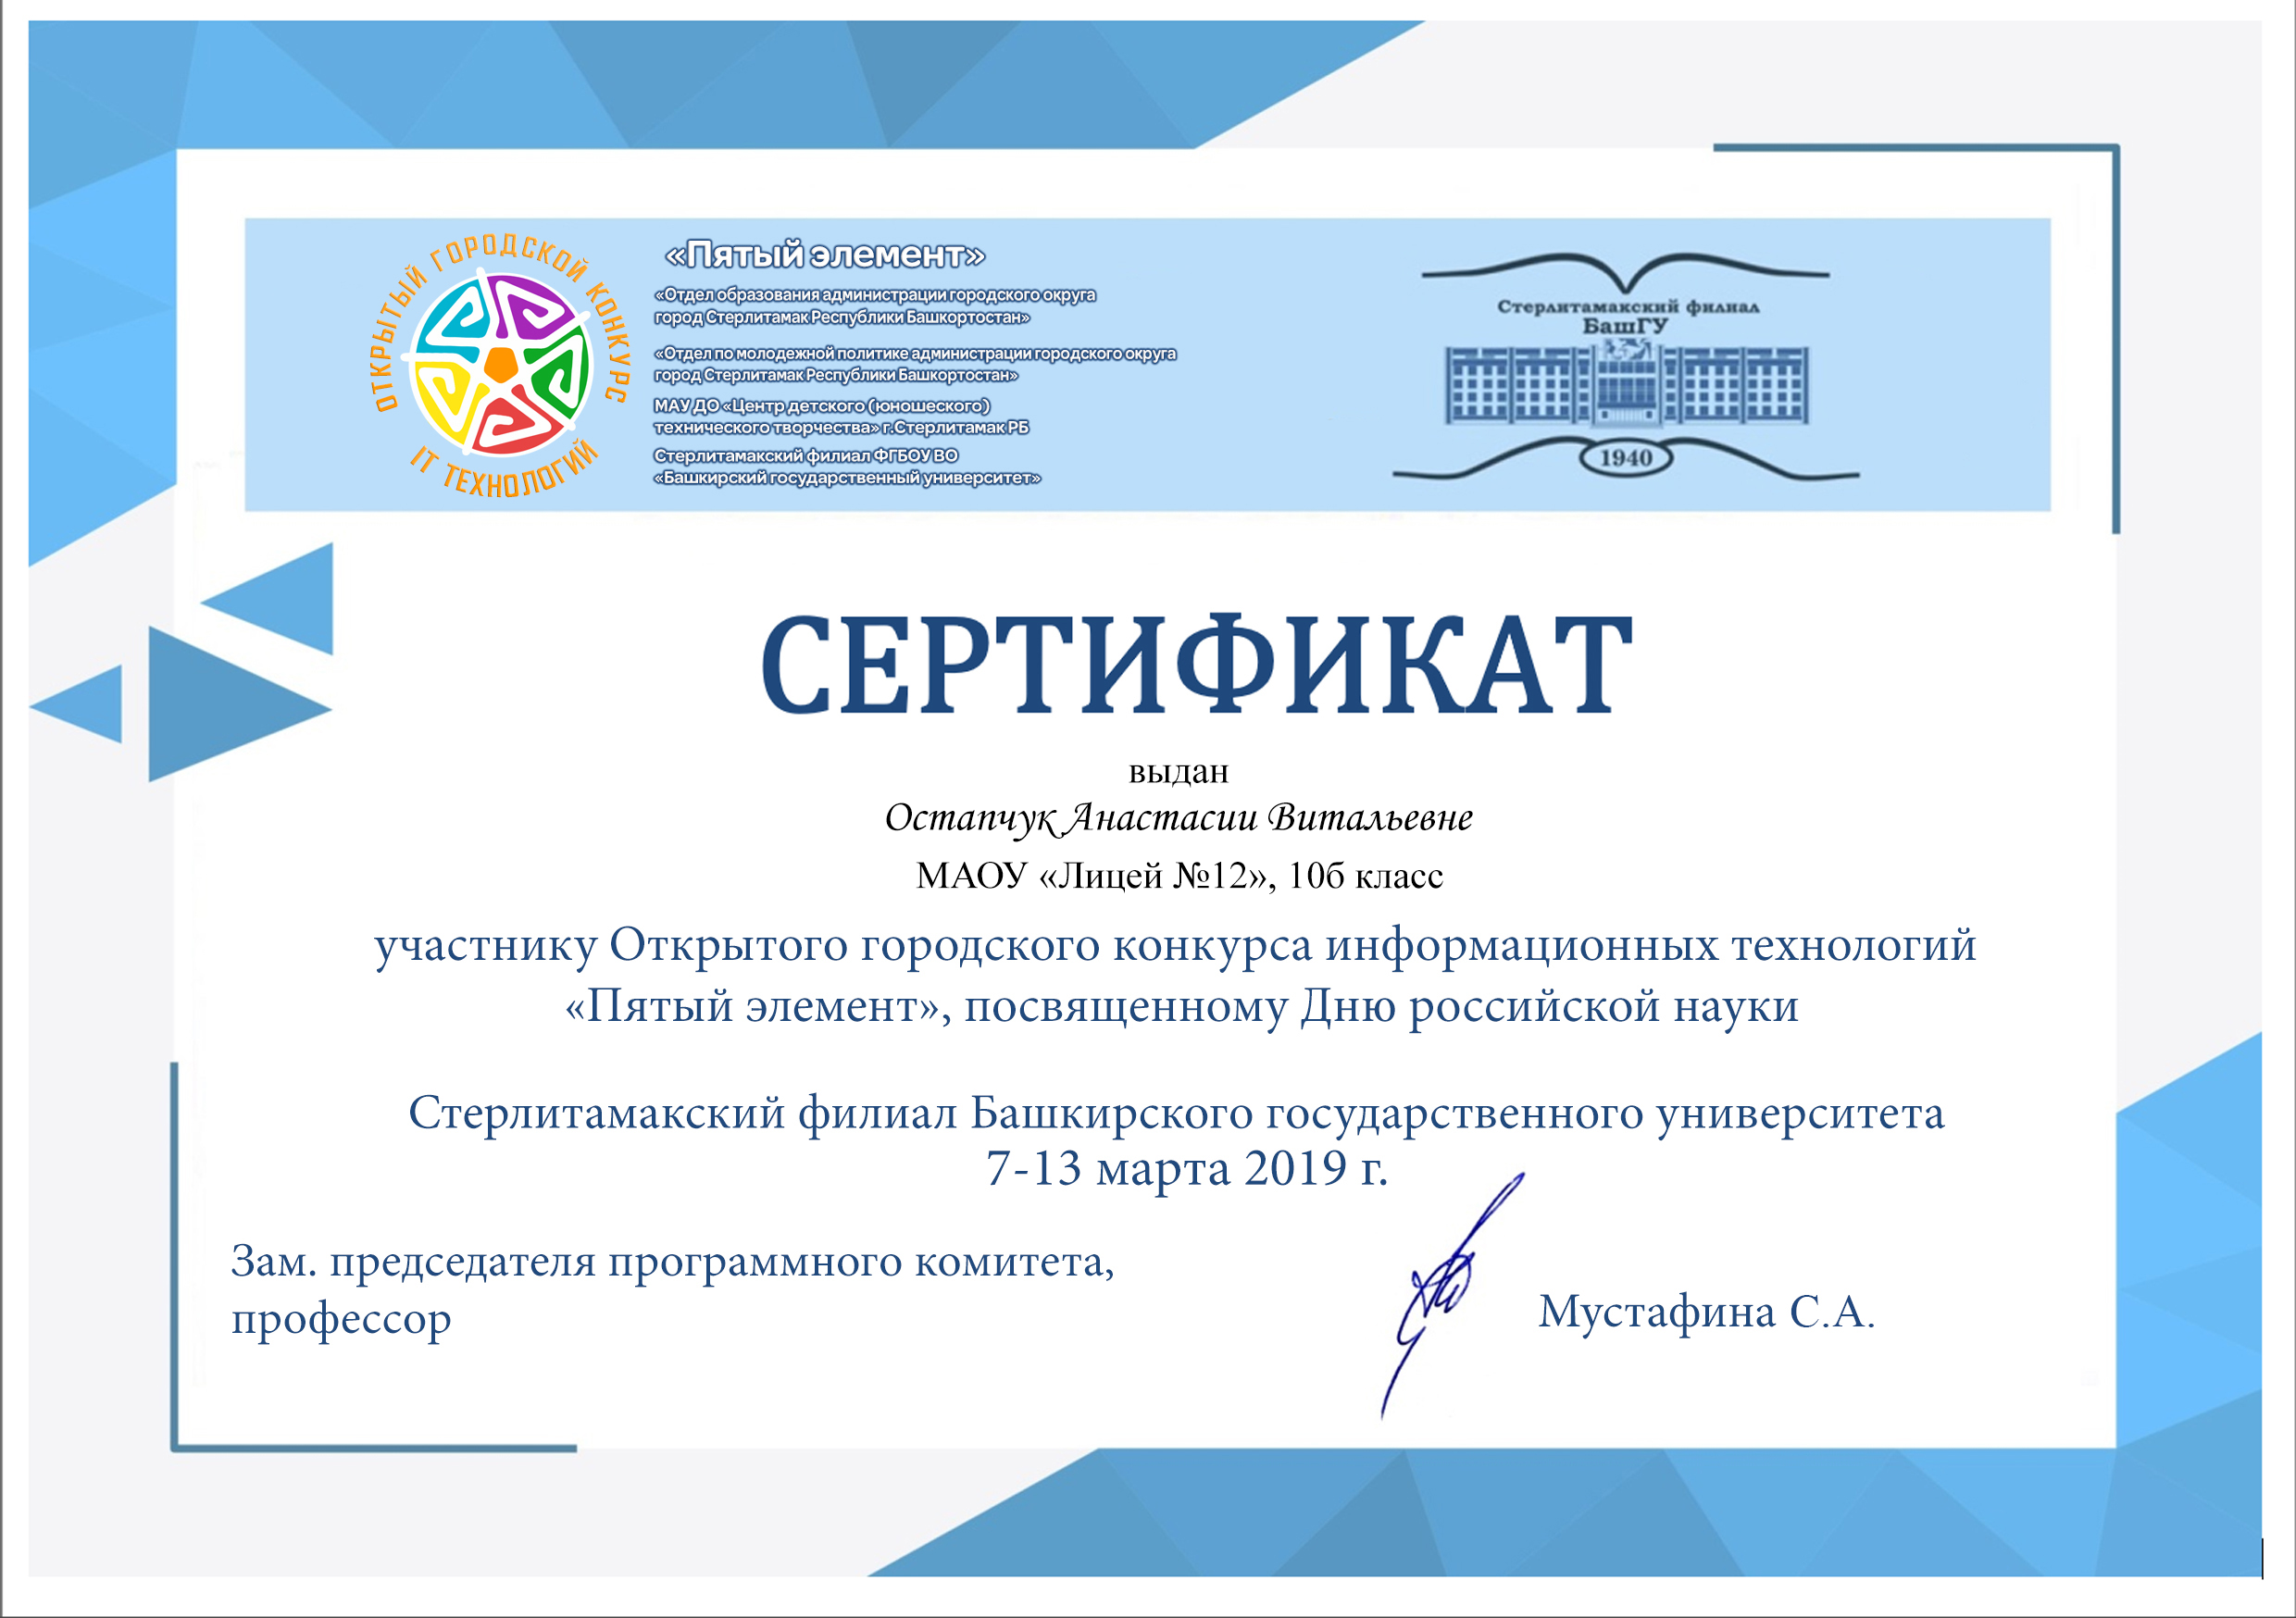 ОТКРЫТЫЙ ГОРОДСКОЙ КОНКУРС
IT ТЕХНОЛОГИЙ
«Пятый элемент»
«Отдел образования администрации городского округа
город Стерлитамак Республики Башкортостан»
«Отдел по молодежной политике администрации городского округа
город Стерлитамак Республики Башкортостан»
МАУ ДО «Центр детского (юношеского)
технического творчества» г.Стерлитамак РБ
Стерлитамакский филиал ФГБОУ ВО
«Башкирский государственный университет»
Стерлитамакский филиал
БашГУ
1940
СЕРТИФИКАТ
выдан
Остапчук Анастасии Витальевне
МАОУ «Лицей №12», 10б класс
участнику Открытого городского конкурса информационных технологий
«Пятый элемент», посвященному Дню российской науки
Стерлитамакский филиал Башкирского государственного университета
7-13 марта 2019 г.
Зам. председателя программного комитета,
профессор
Мустафина С.А.